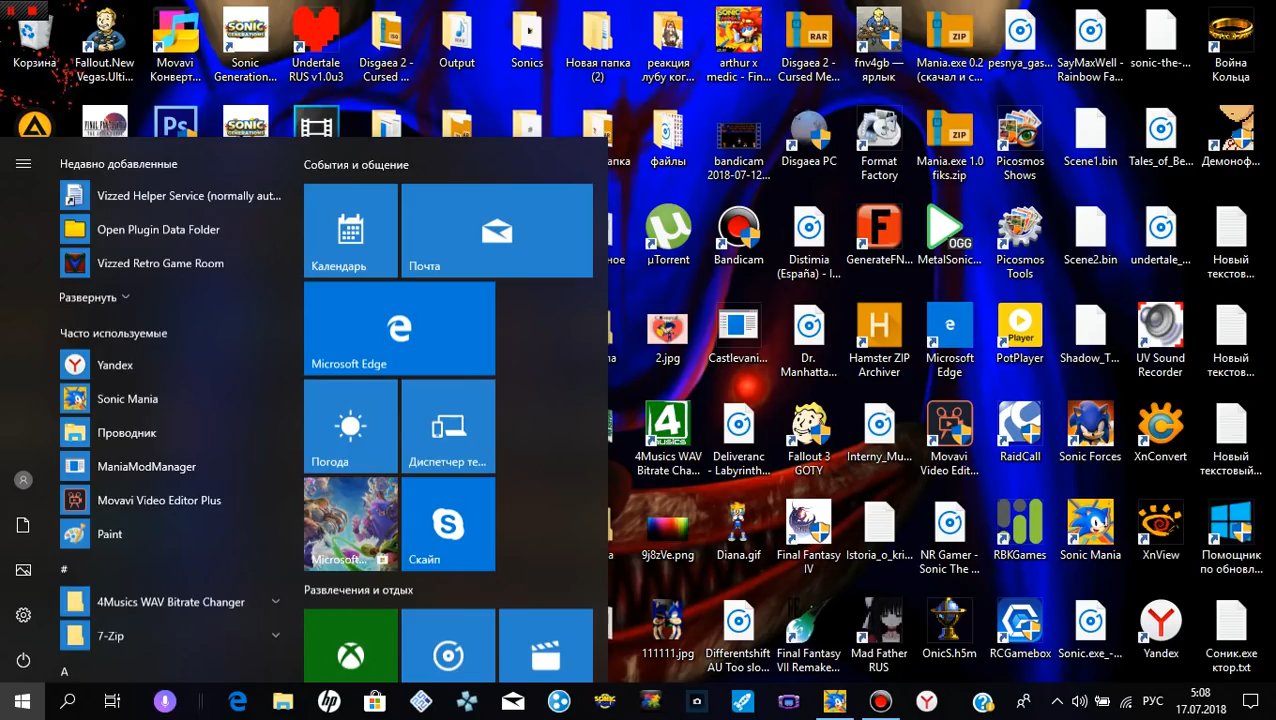 Корзина
Fallout.New
Vegas.Ulti...
Movavi
Конверт...
Sonic
Generation...
Undertale
RUS v1.0u3
Disgaea 2 -
Cursed ...
Output
Sonics
Новая папка
(2)
реакция
лубу ког...
arthur x
medic - Fin...
Disgaea 2 -
Cursed Me...
fnv4gb —
ярлык
Mania.exe 0.2
(скачал и с...
pesnya_gas...
SayMaxWell -
Rainbow Fa...
sonic-the-...
Война
Кольца
файлы
bandicam
2018-07-12...
Disgaea PC
Format
Factory
Mania.exe 1.0
fiks.zip
Picosmos
Shows
Scene1.bin
Tales_of_Be...
Демоноф...
µTorrent
Bandicam
Distimia
(España) - I...
GenerateFN...
MetalSonic...
Picosmos
Tools
Scene2.bin
undertale_...
Новый
текстов...
2.jpg
Castlevani...
Dr.
Manhatta...
Hamster ZIP
Archiver
Microsoft
Edge
PotPlayer
Shadow_T...
UV Sound
Recorder
Новый
текстов...
4Musics WAV
Bitrate Cha...
Deliveranc
- Labyrinth...
Fallout 3
GOTY
Interny_Mu...
Movavi
Video Edit...
RaidCall
Sonic Forces
XnConvert
Новый
текстовый...
9j8zVe.png
Diana.gif
Final Fantasy
IV
Istoria_o_kri...
NR Gamer -
Sonic The ...
RBKGames
Sonic Mania
XnView
Помощник
по обновл...
111111.jpg
Differentshift
AU Too slo...
Final Fantasy
VII Remake...
Mad Father
RUS
OnicS.h5m
RCGamebox
Sonic.exe_-...
Yandex
Соник.exe
ктор.txt
Недавно добавленные
Vizzed Helper Service (normally aut...
Open Plugin Data Folder
Vizzed Retro Game Room
Развернуть
Часто используемые
Yandex
Sonic Mania
Проводник
ManiaModManager
Movavi Video Editor Plus
Paint
#
4Musics WAV Bitrate Changer
7-Zip
A
События и общение
Календарь
Почта
Microsoft Edge
Погода
Диспетчер те...
Microsoft...
Скайп
Развлечения и отдых
РУС
5:08
17.07.2018